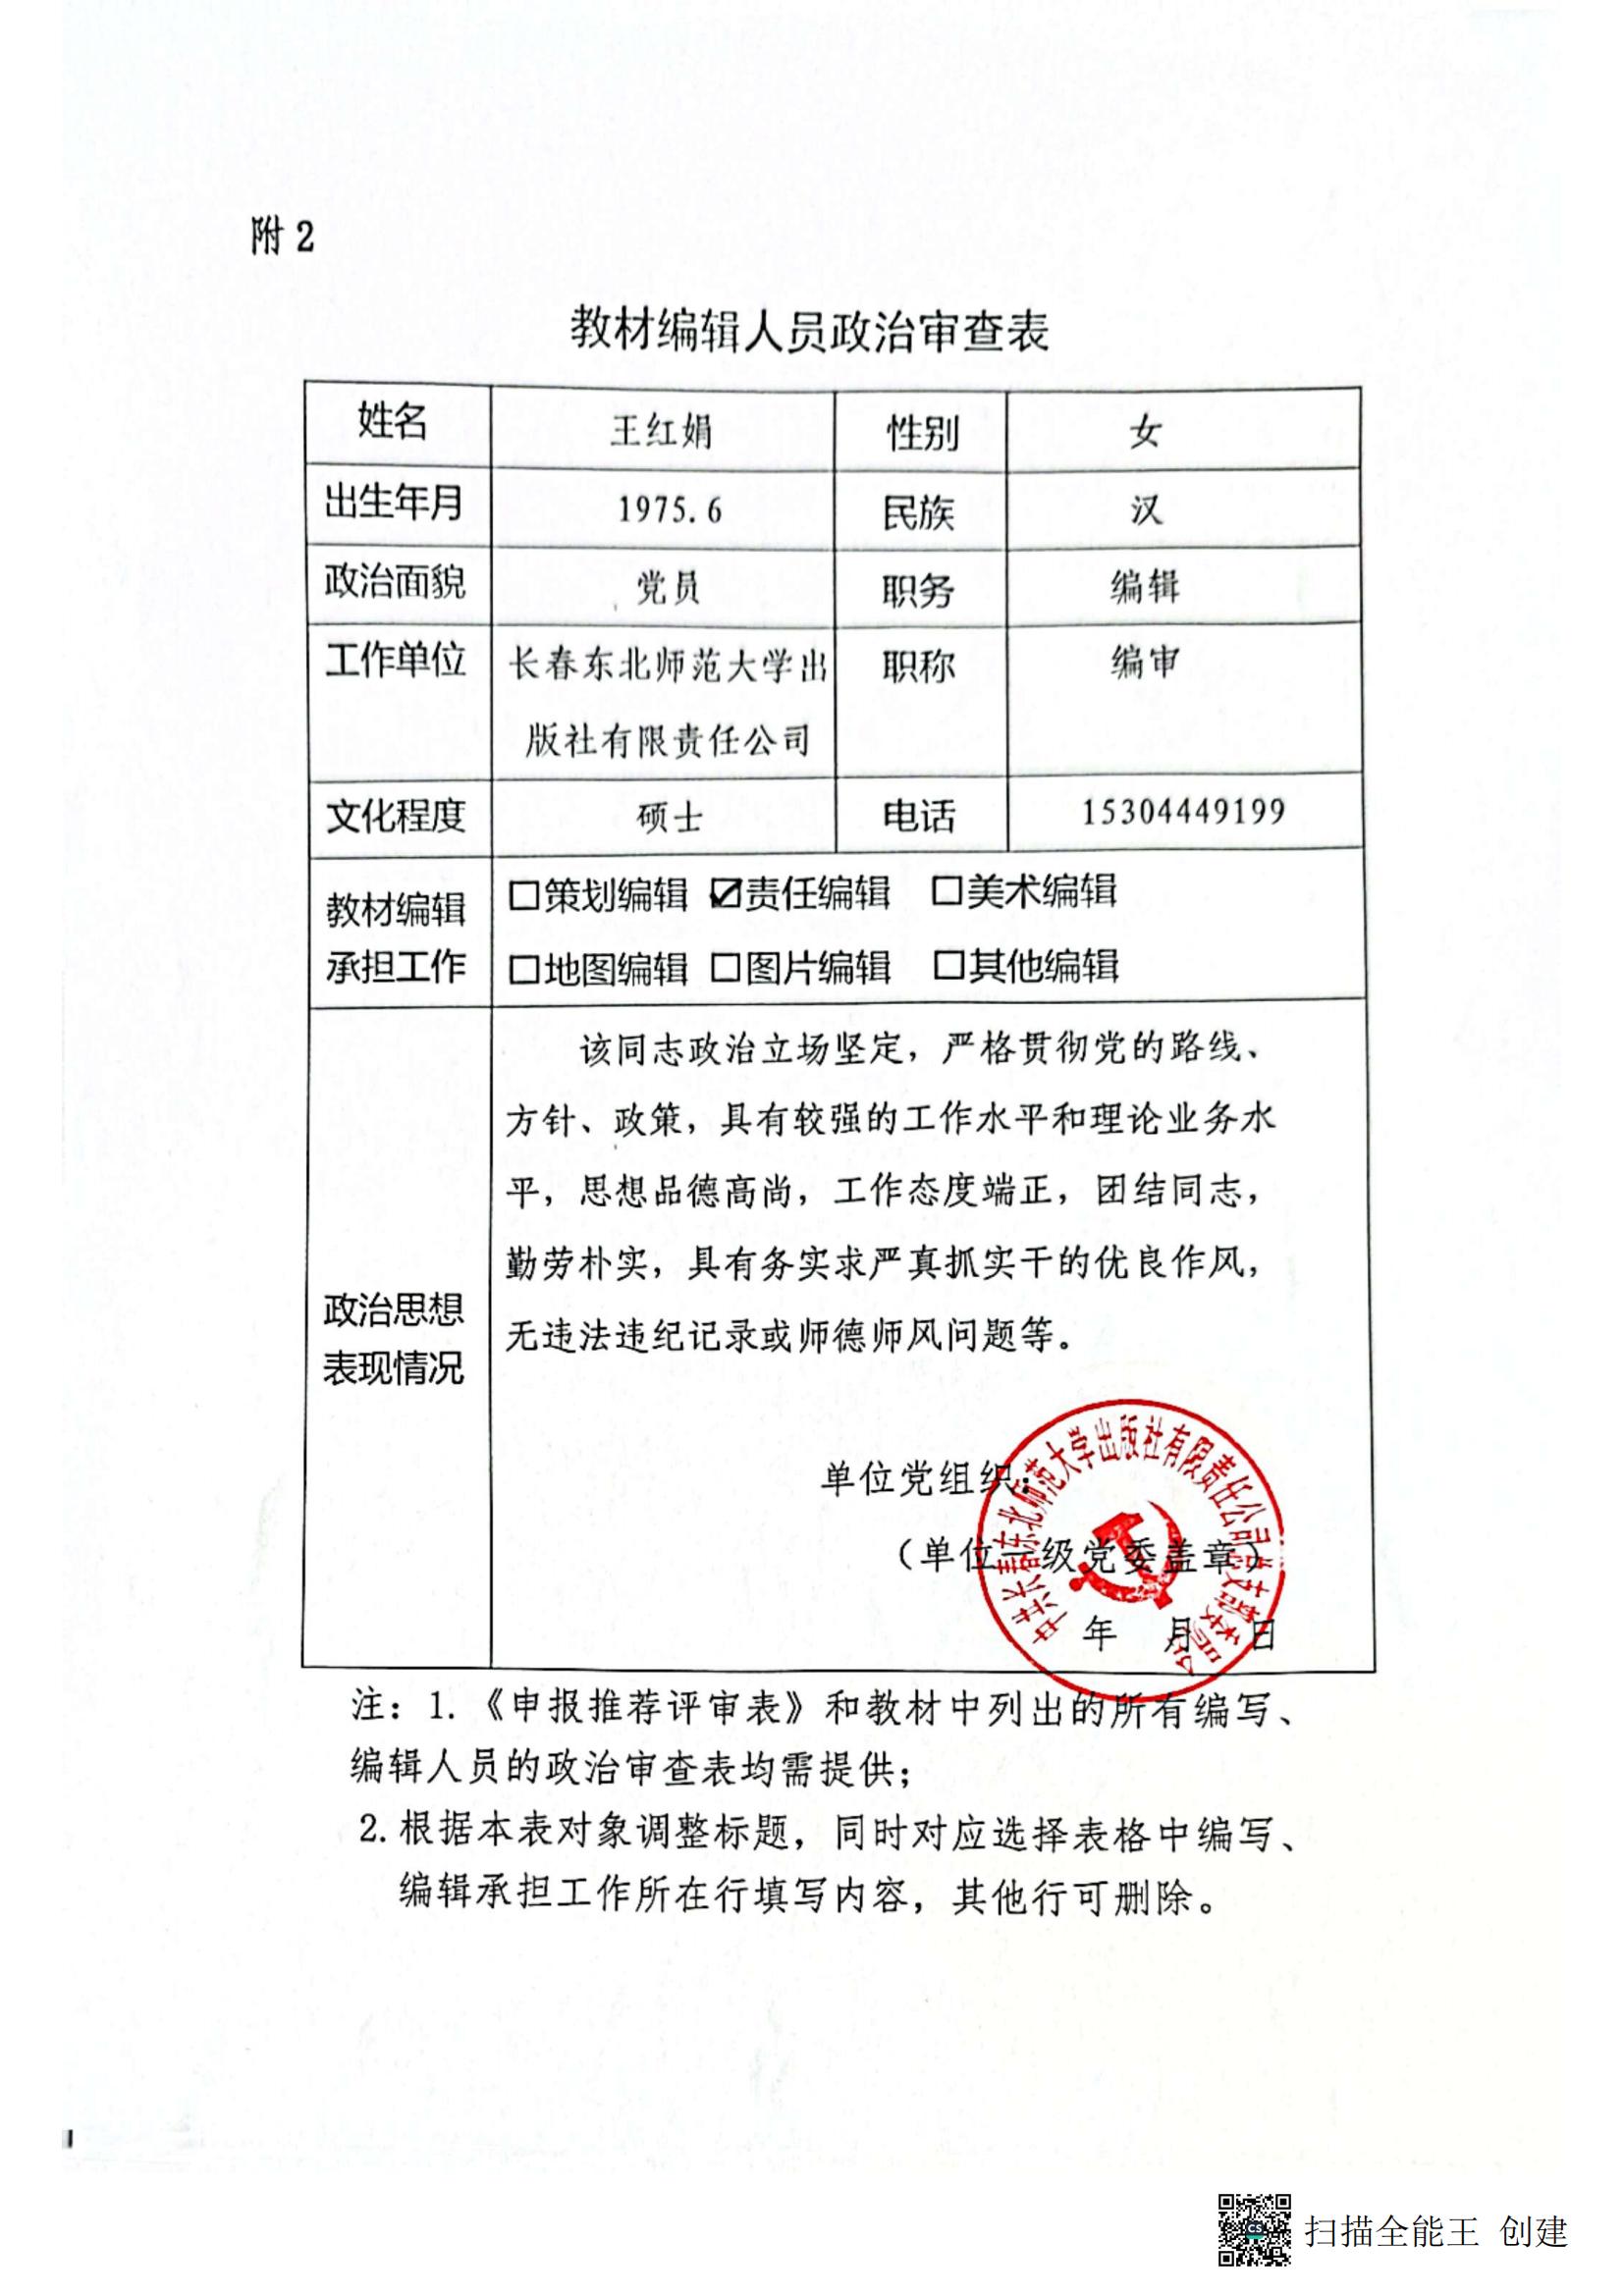 附 2
教材编辑人员政治审查表
姓名 王红娟 性别 女
出生年月 1975.6 民族 汉
政治面貌 党员 职务 编辑
工作单位 长春东北师范大学出 职称 编审
版社有限责任公司
文化程度 硕士 电话 15304449199
教材编辑
承担工作
□策划编辑 ☑责任编辑 □美术编辑
□地图编辑 □图片编辑 □其他编辑
政治思想
表现情况
该同志政治立场坚定，严格贯彻党的路线、
方针、政策，具有较强的工作水平和理论业务水
平，思想品德高尚，工作态度端正，团结同志，
勤劳朴实，具有务实求严真抓实干的优良作风，
无违法违纪记录或师德师风问题等。
单位党组织：
（单位一级党委盖章）
年 月 日
中共长春东北师范大学出版社有限责任公司总支部委员会
注：1.《申报推荐评审表》和教材中列出的所有编写、
编辑人员的政治审查表均需提供；
2.根据本表对象调整标题，同时对应选择表格中编写、
编辑承担工作所在行填写内容，其他行可删除。
CS
扫描全能王 创建